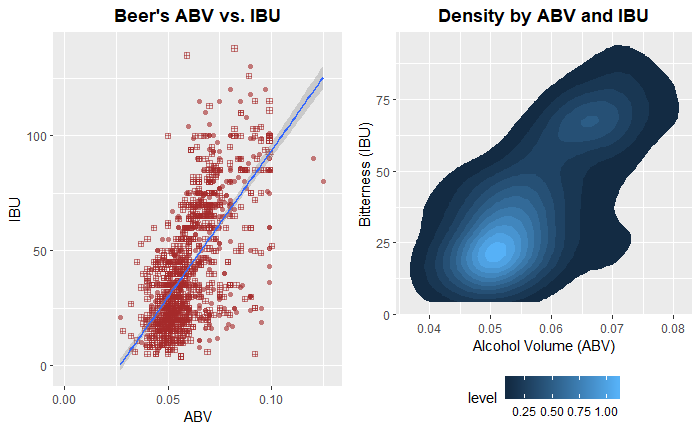 Beer's ABV vs. IBU
IBU
100
50
0
0.00 0.05 0.10
ABV
Density by ABV and IBU
Bitterness (IBU)
75
50
25
0
0.04 0.05 0.06 0.07 0.08
Alcohol Volume (ABV)
level
0.25 0.50 0.75 1.00